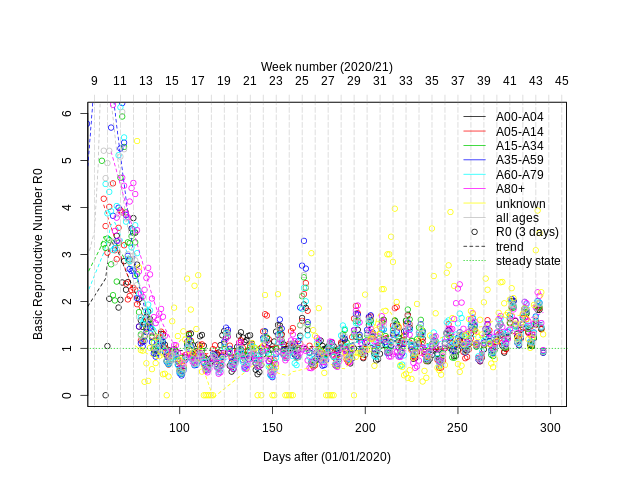 Week number (2020/21)
9 11 13 15 17 19 21 23 25 27 29 31 33 35 37 39 41 43 45
Basic Reproductive Number R0
6
5
4
3
2
1
0
A00-A04
A05-A14
A15-A34
A35-A59
A60-A79
A80+
unknown
all ages
R0 (3 days)
trend
steady state
100 150 200 250 300
Days after (01/01/2020)